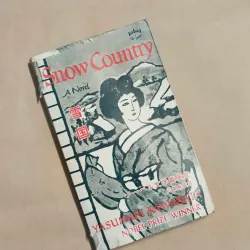 Snow Country
A Novel
雪
国
YASUNARI KAWABATA
NOBEL PRIZE WINNER